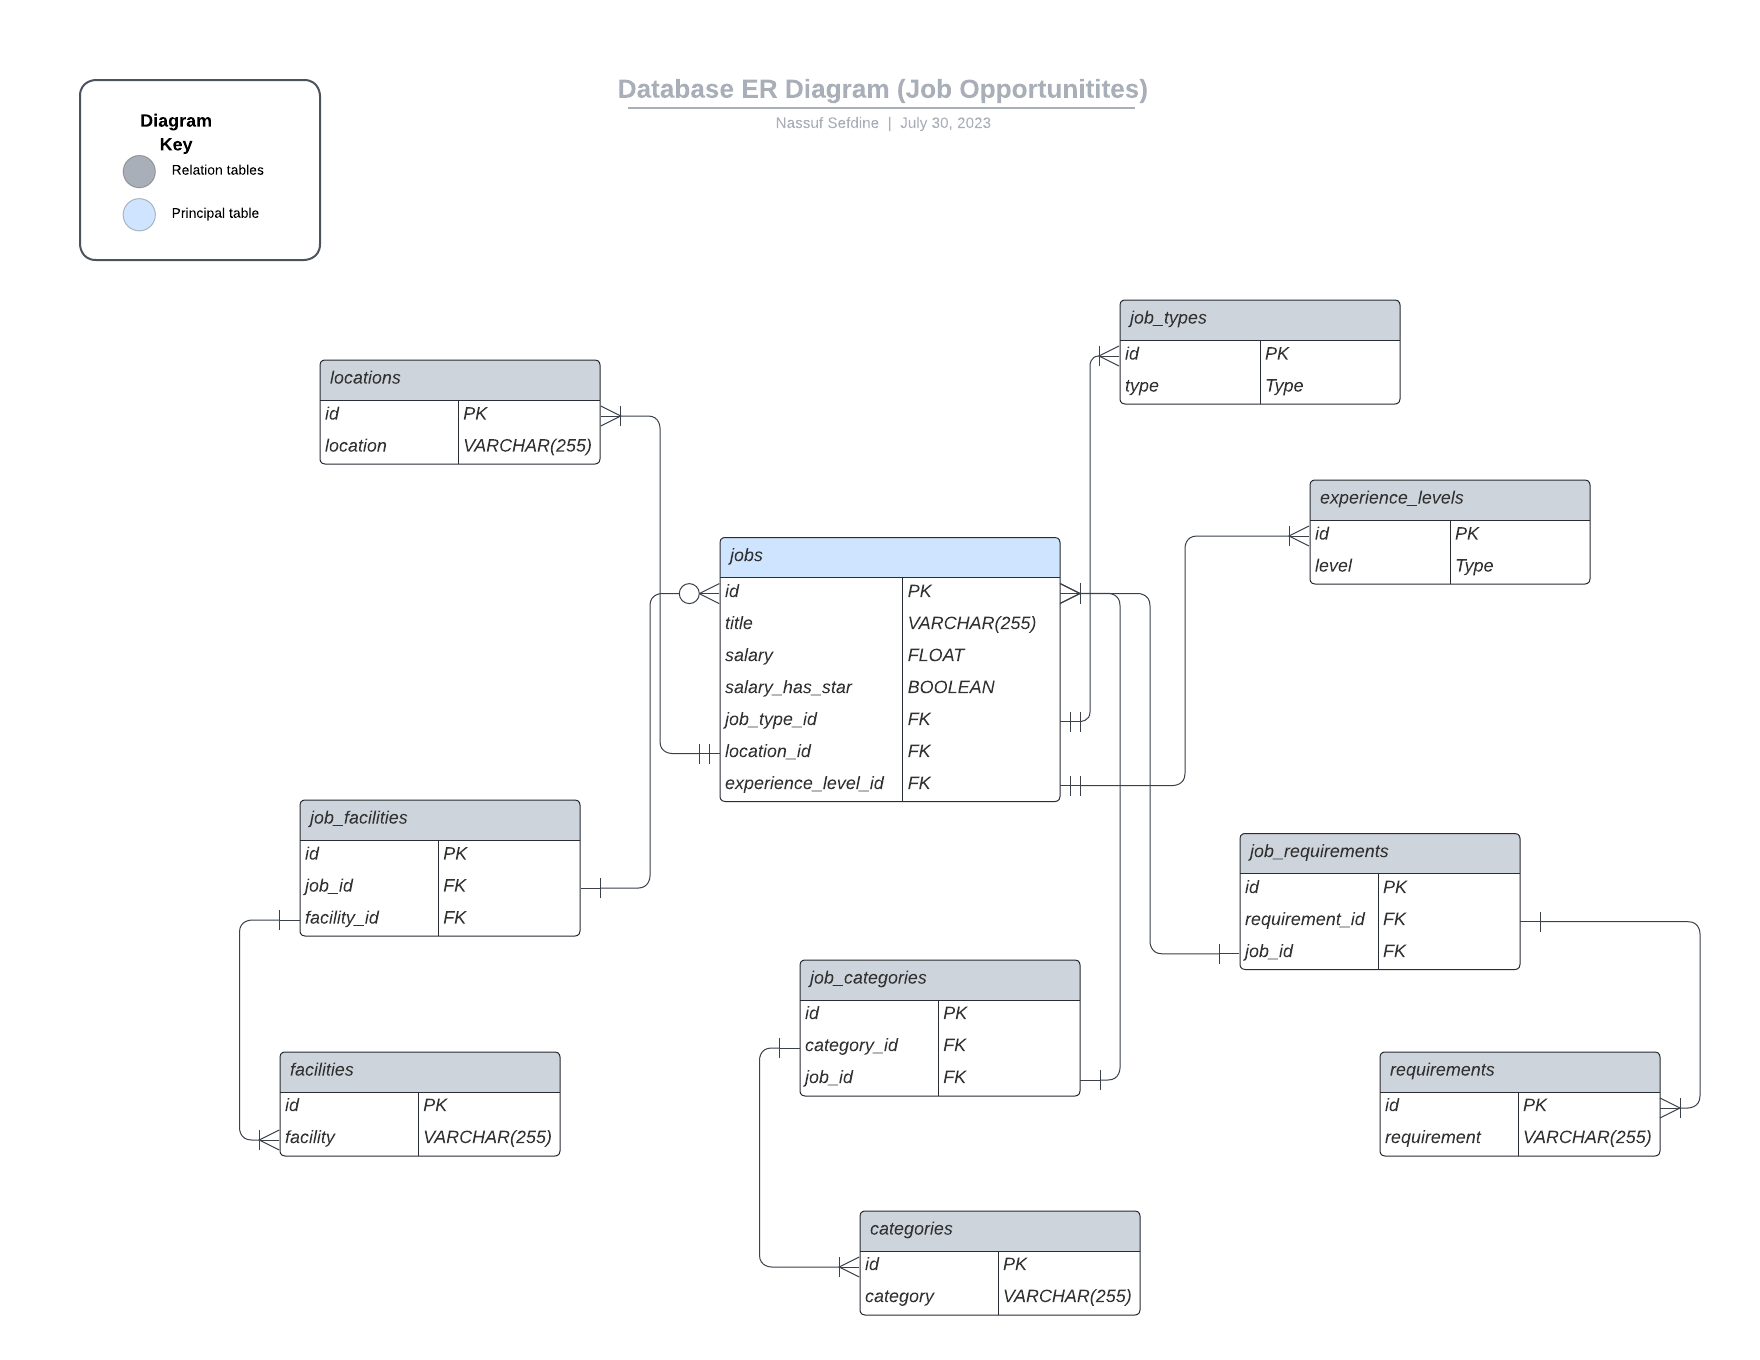 Database ER Diagram (Job Opportunitites)
Nassuf Sefdine | July 30, 2023
Diagram
Key
Relation tables
Principal table
job_types
id PK
type Type
locations
id PK
location VARCHAR(255)
experience_levels
id PK
level Type
jobs
id PK
title VARCHAR(255)
salary FLOAT
salary_has_star BOOLEAN
job_type_id FK
location_id FK
experience_level_id FK
job_facilities
id PK
job_id FK
facility_id FK
job_requirements
id PK
requirement_id FK
job_id FK
job_categories
id PK
category_id FK
job_id FK
facilities
id PK
facility VARCHAR(255)
requirements
id PK
requirement VARCHAR(255)
categories
id PK
category VARCHAR(255)